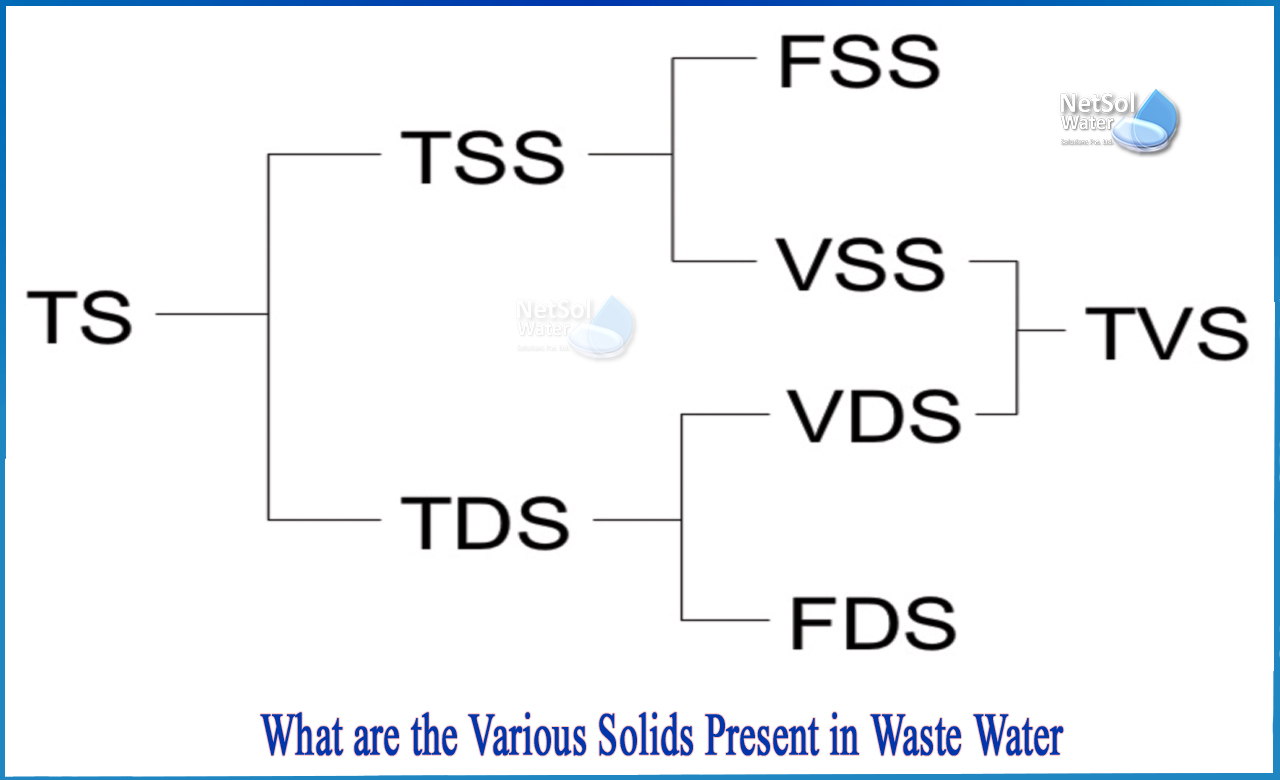 FSS
NetSol
Water
Solutions Pvt. Ltd.
TSS
VSS
TS
NetSol
Water
Solutions Pvt. Ltd.
TVS
VDS
TDS
FDS
What are the Various Solids Present in Waste Water